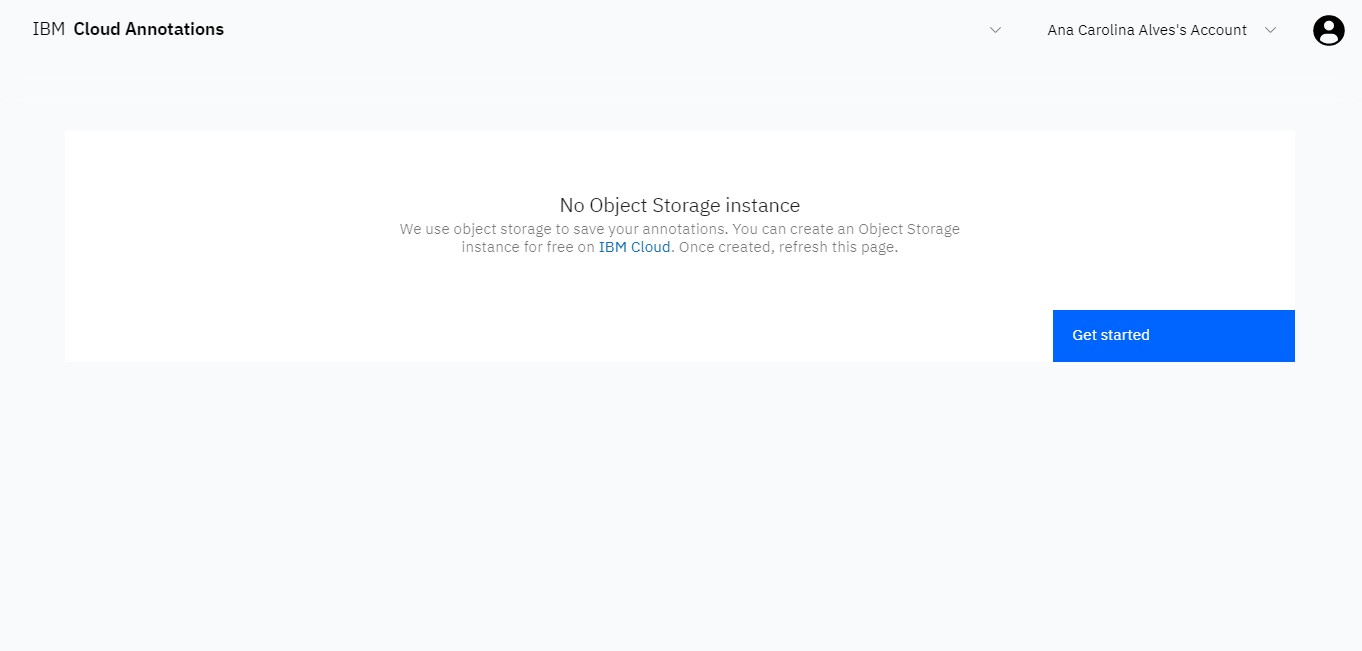 IBM Cloud Annotations
Ana Carolina Alves's Account
No Object Storage instance
We use object storage to save your annotations. You can create an Object Storage
instance for free on IBM Cloud. Once created, refresh this page.
Get started